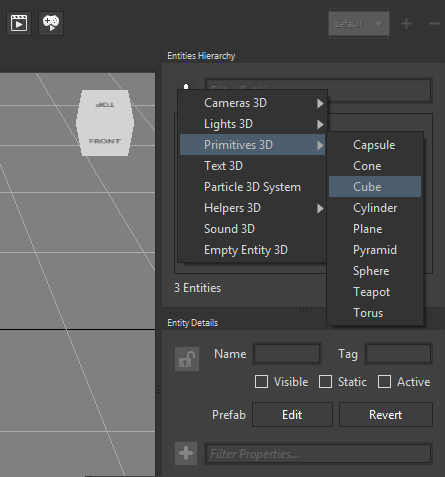 default
Entities Hierarchy
Cameras 3D
Lights 3D
Primitives 3D
Text 3D
Particle 3D System
Helpers 3D
Sound 3D
Empty Entity 3D
Capsule
Cone
Cube
Cylinder
Plane
Pyramid
Sphere
Teapot
Torus
TOP
FRONT
3 Entities
Entity Details
Name Tag
Visible Static Active
Prefab Edit Revert
Filter Properties...